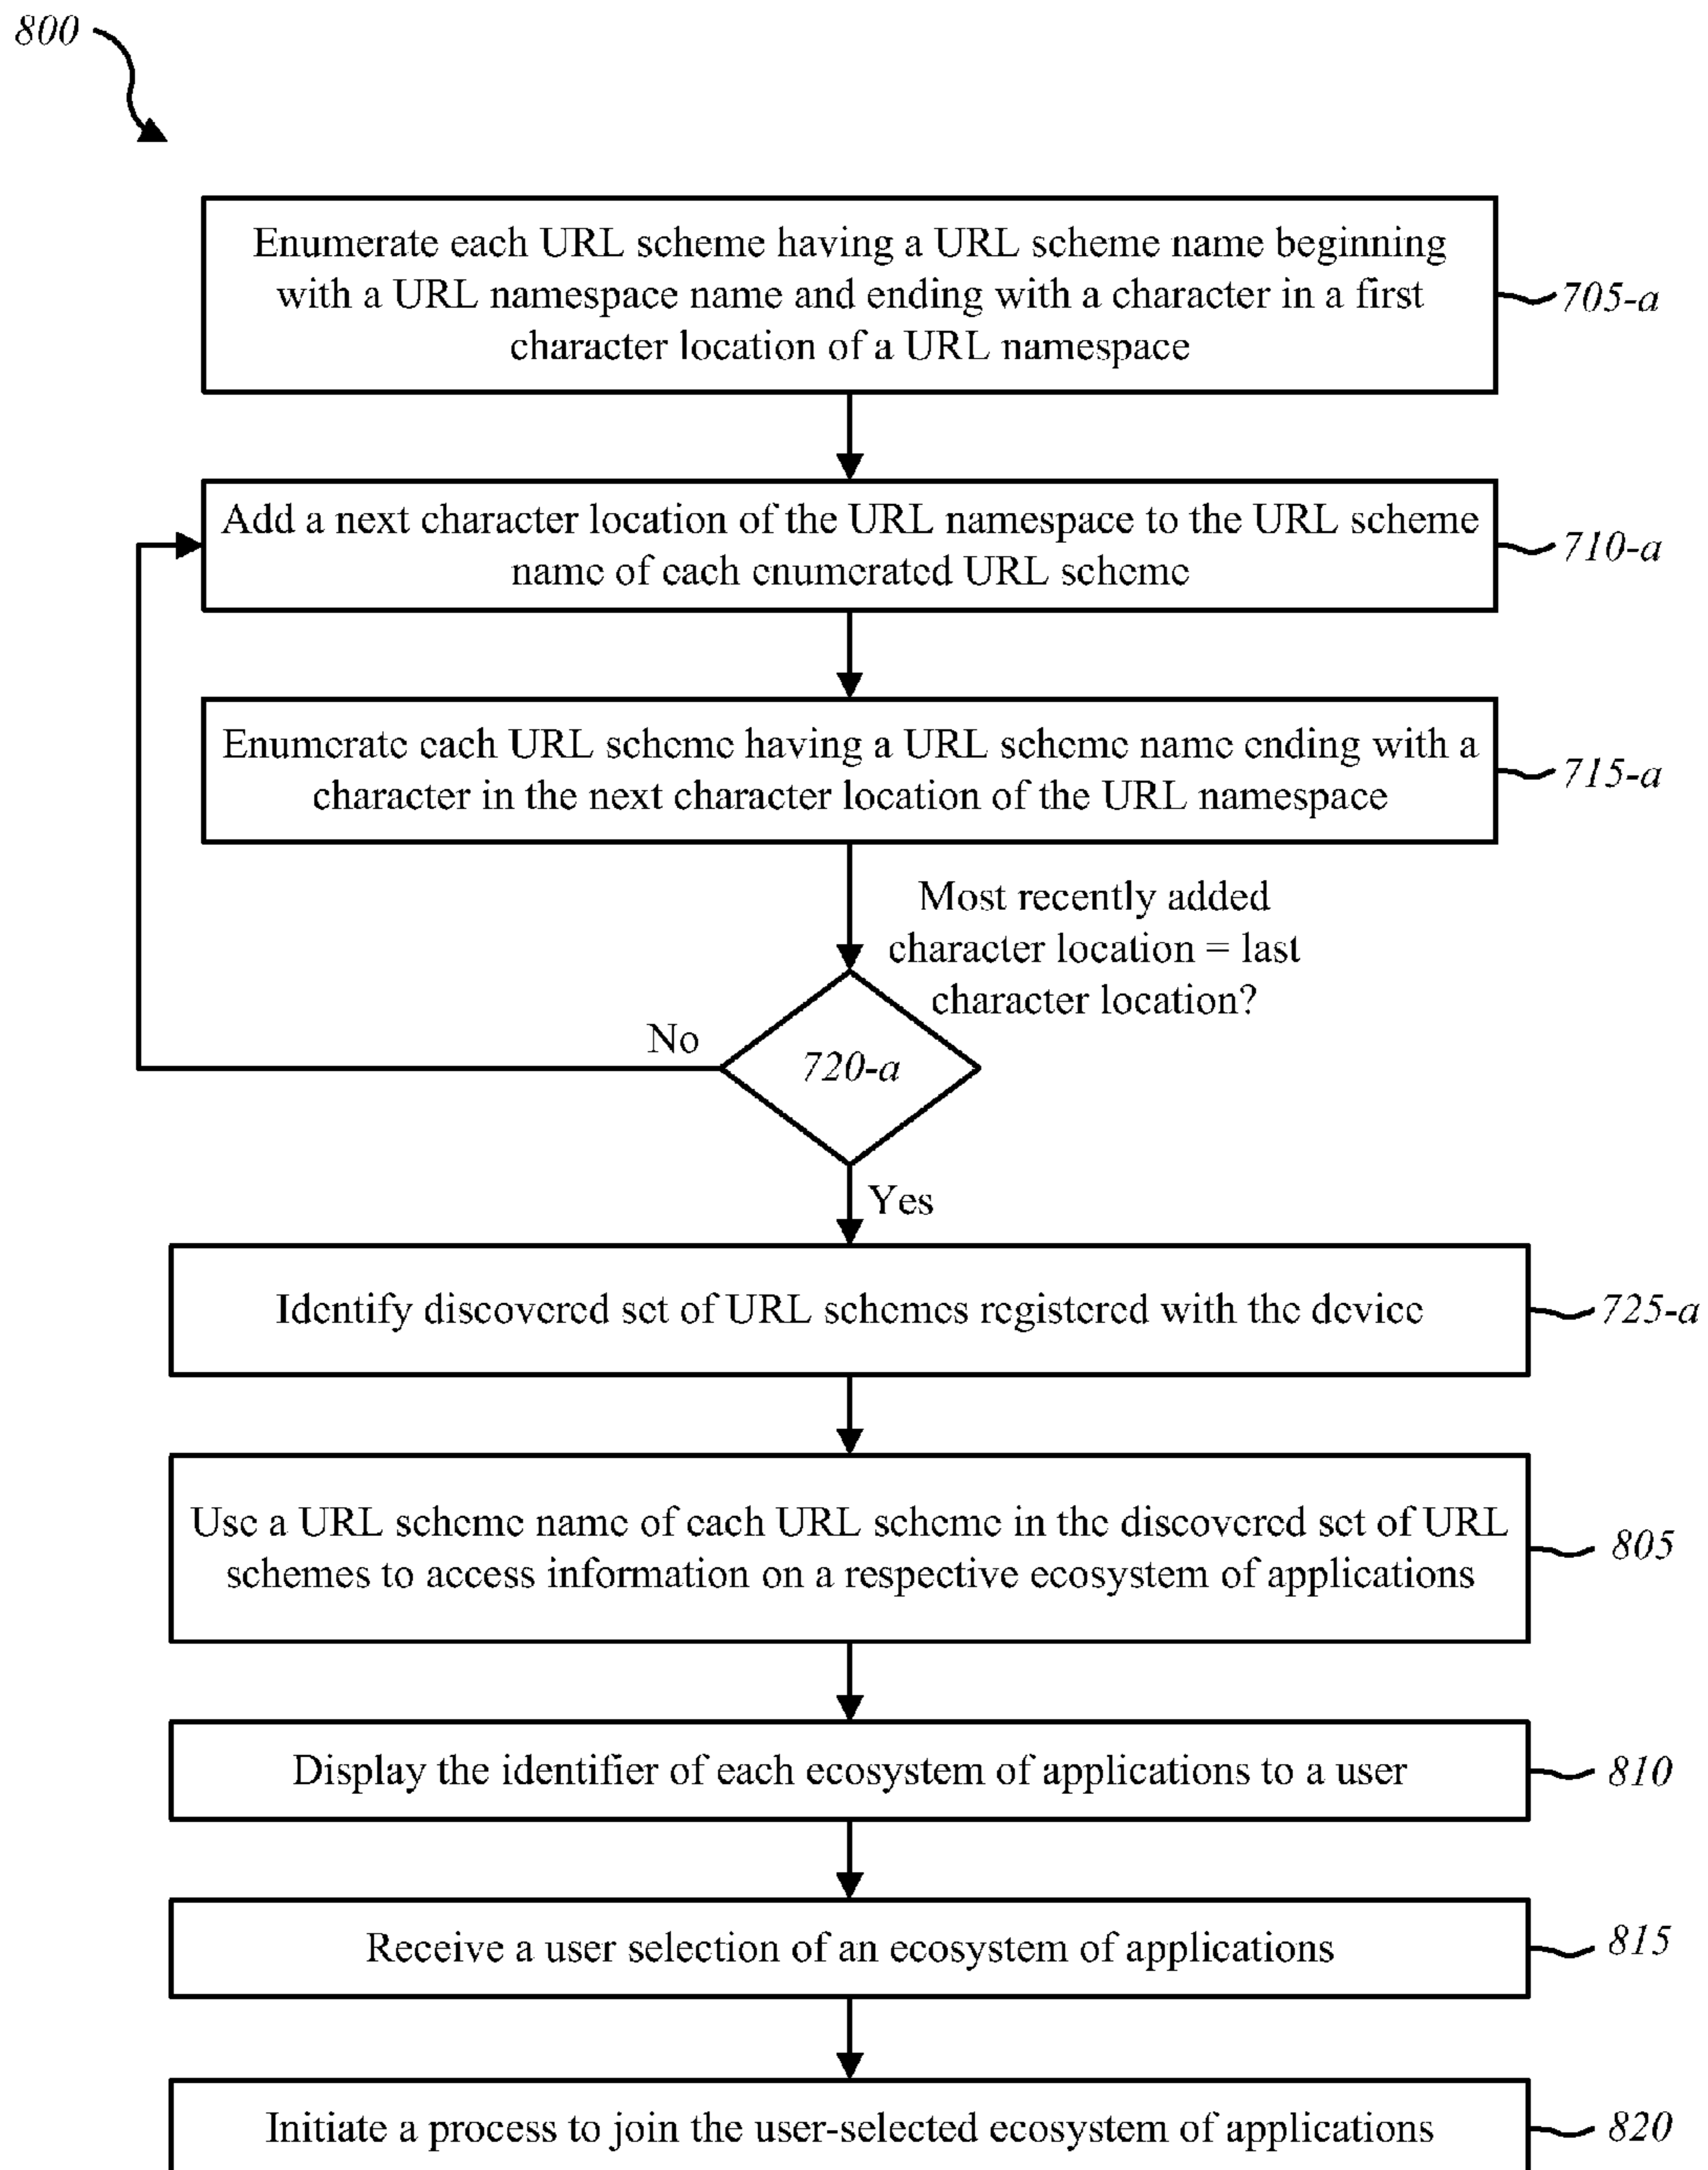 800
Enumerate each URL scheme having a URL scheme name beginning
with a URL namespace name and ending with a character in a first
character location of a URL namespace
705-a
Add a next character location of the URL namespace to the URL scheme
name of each enumerated URL scheme
710-a
Enumerate each URL scheme having a URL scheme name ending with a
character in the next character location of the URL namespace
715-a
Most recently added
character location = last
character location?
No
720-a
Yes
Identify discovered set of URL schemes registered with the device
725-a
Use a URL scheme name of each URL scheme in the discovered set of URL
schemes to access information on a respective ecosystem of applications
805
Display the identifier of each ecosystem of applications to a user
810
Receive a user selection of an ecosystem of applications
815
Initiate a process to join the user-selected ecosystem of applications
820